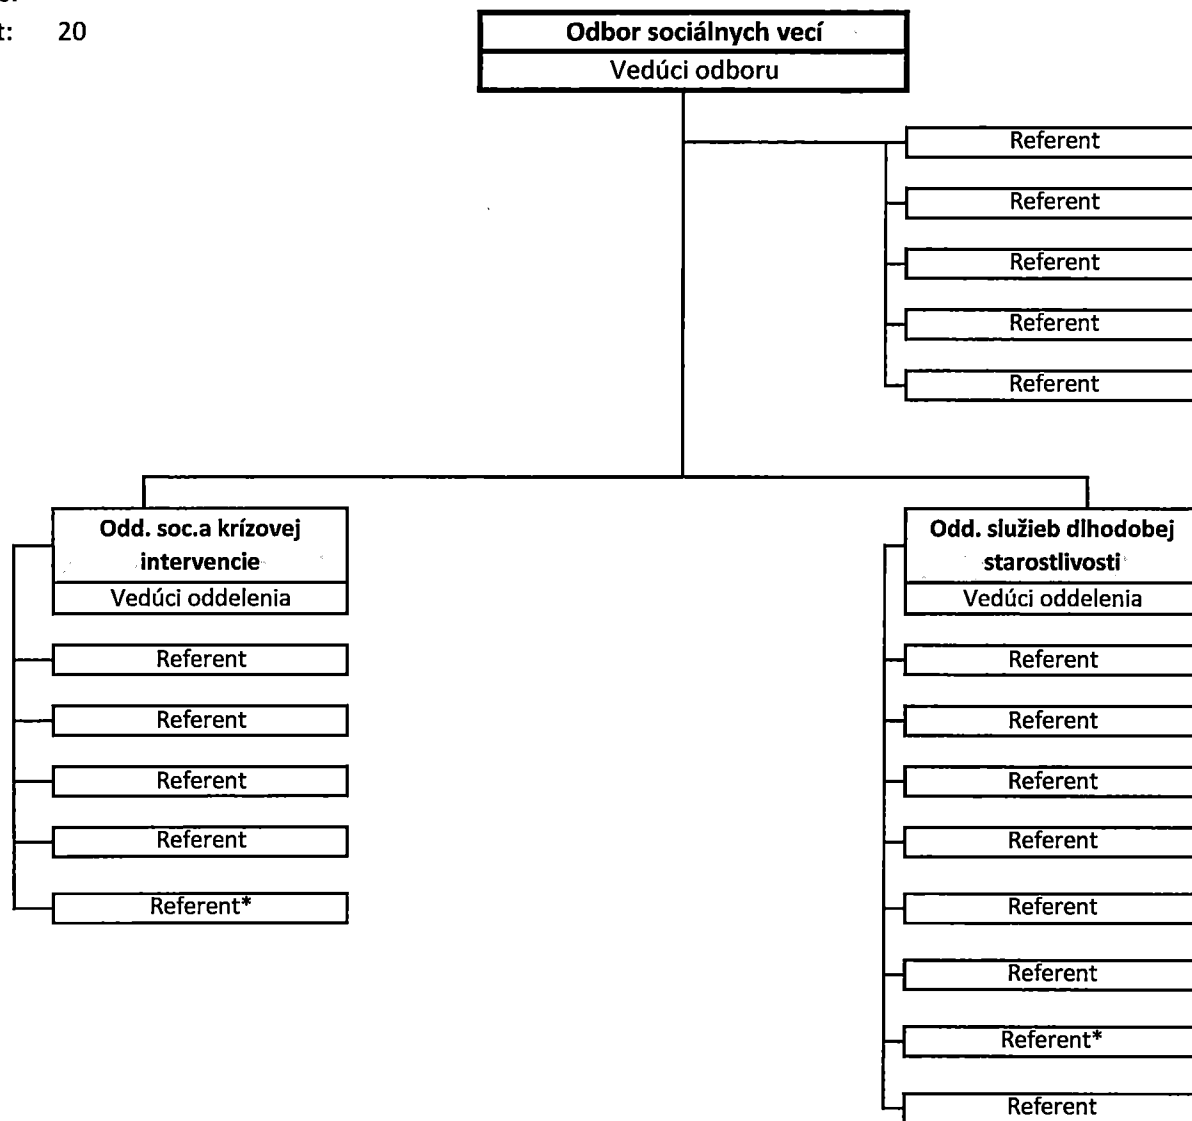 t: 20
Odbor sociálnych vecí
Vedúci odboru
Referent
Referent
Referent
Referent
Referent
Odd. soc.a krízovej
intervencie
Vedúci oddelenia
Referent
Referent
Referent
Referent
Referent*
Odd. služieb dlhodobej
starostlivosti
Vedúci oddelenia
Referent
Referent
Referent
Referent
Referent
Referent
Referent*
Referent